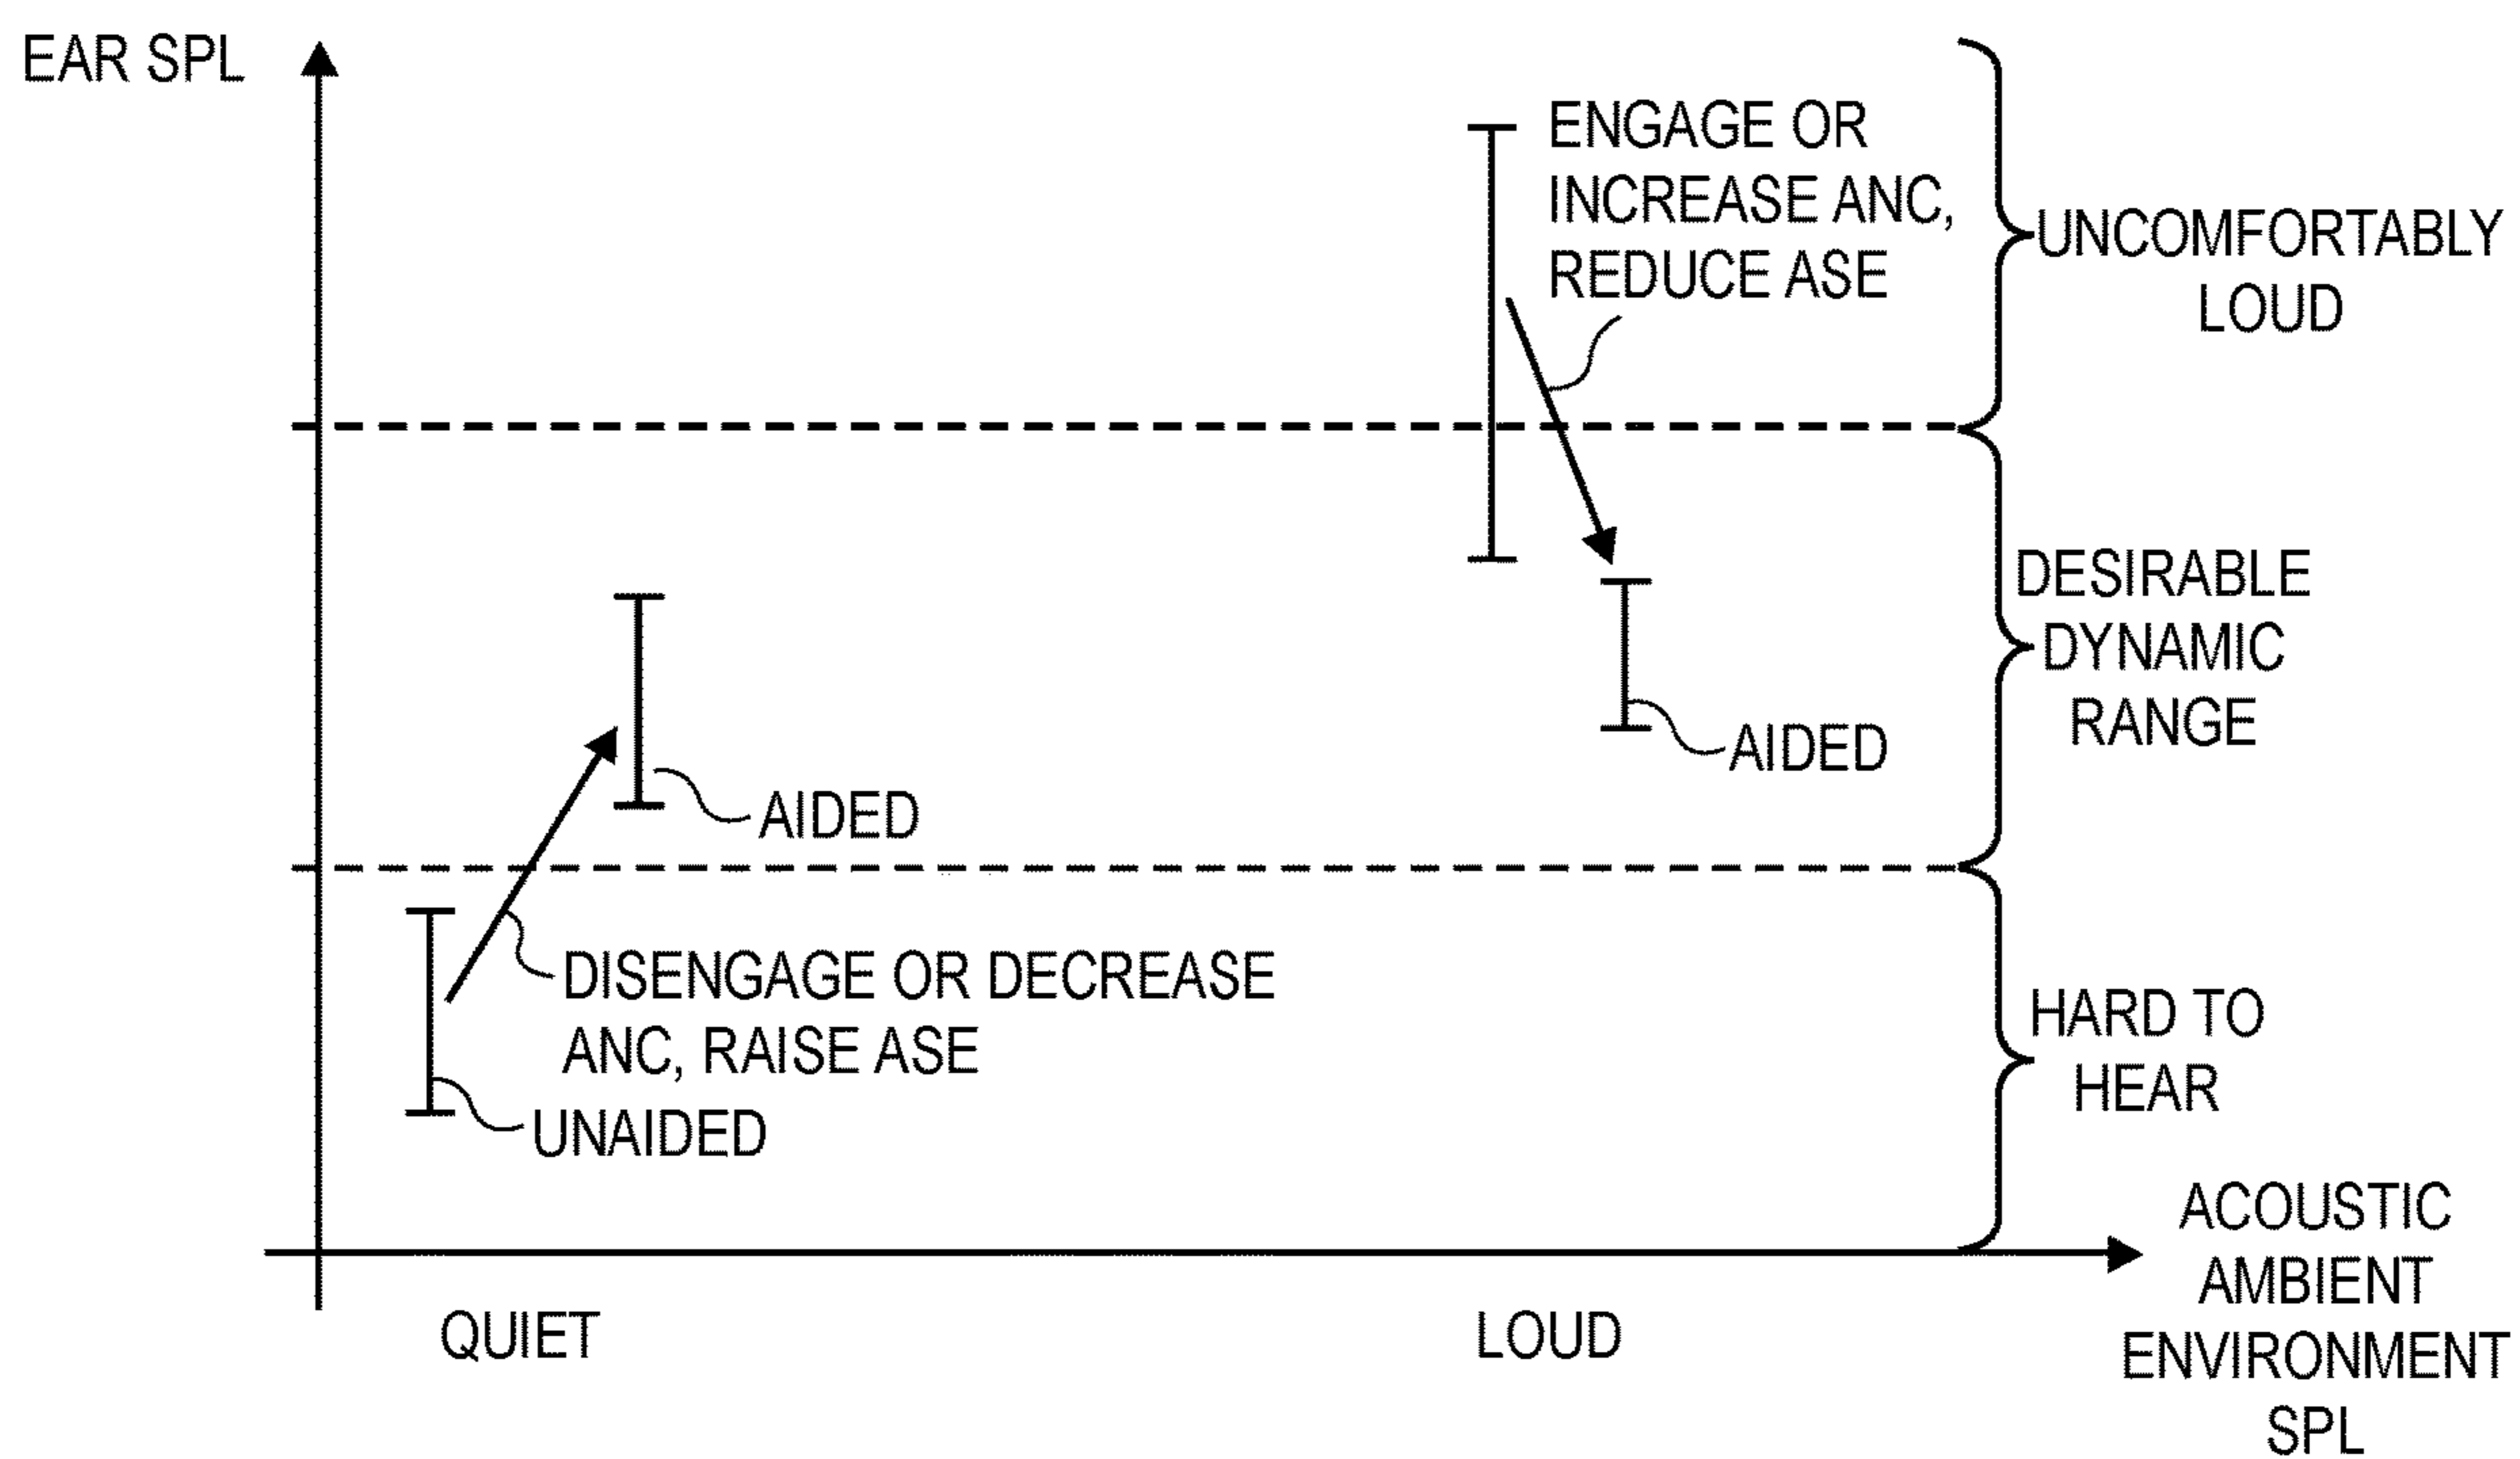 EAR SPL
ENGAGE OR
INCREASE ANC,
REDUCE ASE
UNCOMFORTABLY
LOUD
DESIRABLE
DYNAMIC
RANGE
AIDED
AIDED
DISENGAGE OR DECREASE
ANC, RAISE ASE
UNAIDED
HARD TO
HEAR
QUIET
LOUD
ACOUSTIC
AMBIENT
ENVIRONMENT
SPL